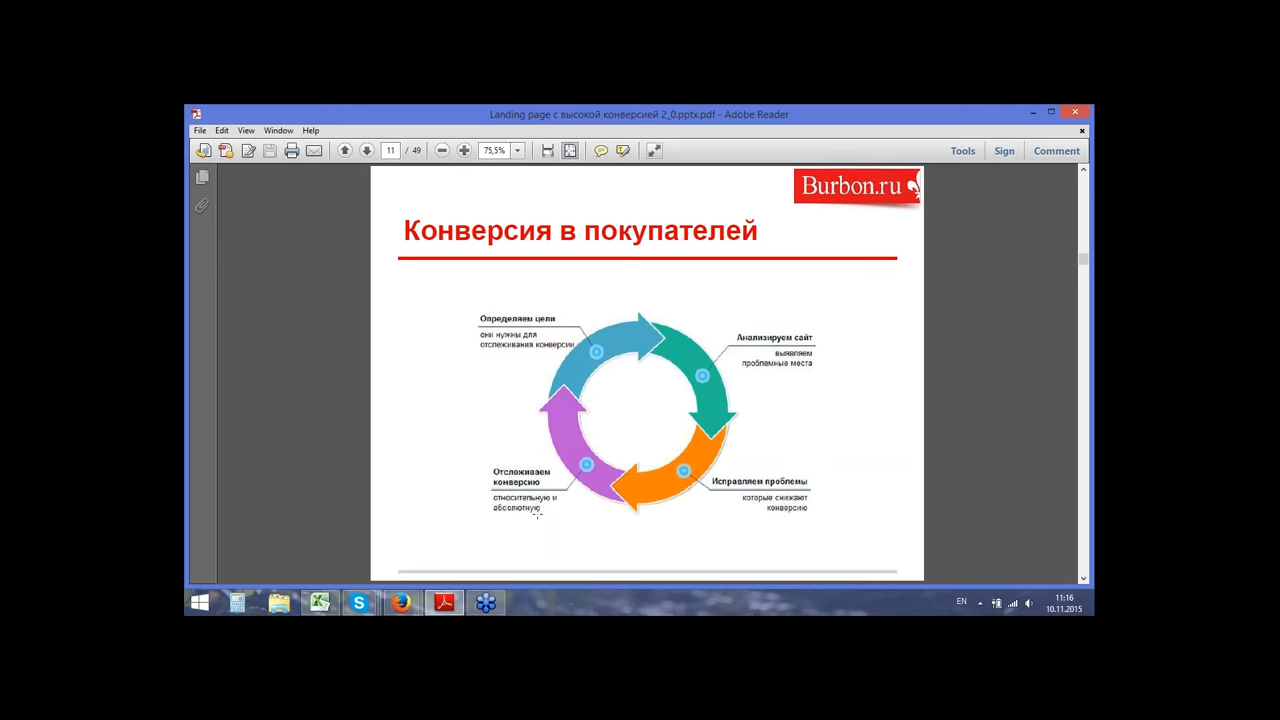 Landing page с высокой конверсией 2_0.pptx.pdf - Adobe Reader
File Edit View Window Help
11 / 49 75,5% Tools Sign Comment
Burbon.ru
Конверсия в покупателей
Определяем цели
они нужны для
отслеживания конверсии
Анализируем сайт
выявляем
проблемные места
Отслеживаем
конверсию
относительную и
абсолютную
Исправляем проблемы
которые снижают
конверсию
EN
11:16
10.11.2015